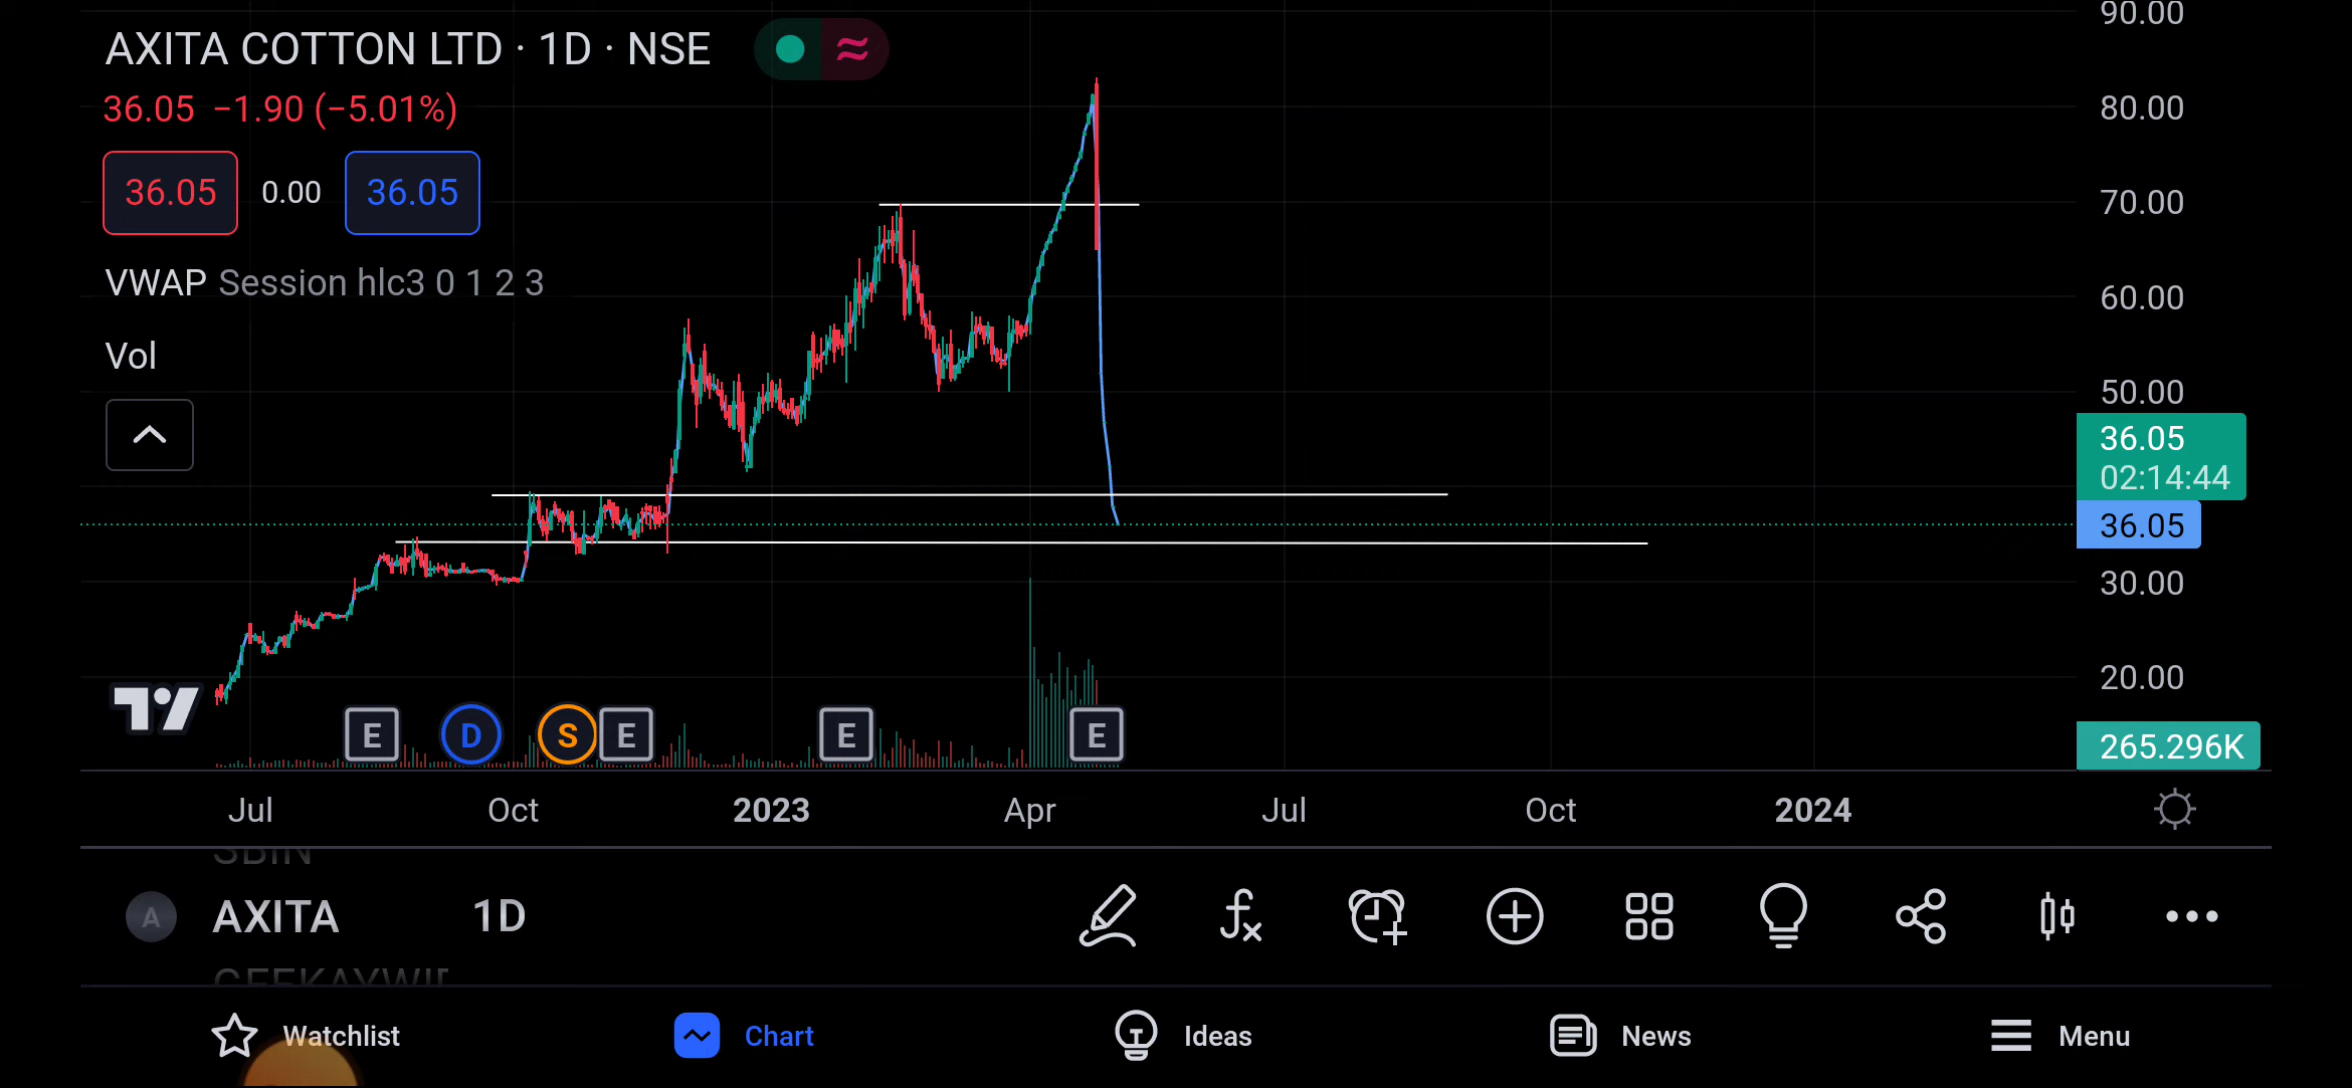 AXITA COTTON LTD · 1D · NSE
36.05 −1.90 (−5.01%)
36.05 0.00 36.05
VWAP Session hlc3 0 1 2 3
Vol
90.00
80.00
70.00
60.00
50.00
36.05
02:14:44
36.05
30.00
20.00
265.296K
E D S E E E
Jul Oct 2023 Apr Jul Oct 2024
SBIN
A AXITA 1D
Watchlist Chart Ideas News Menu